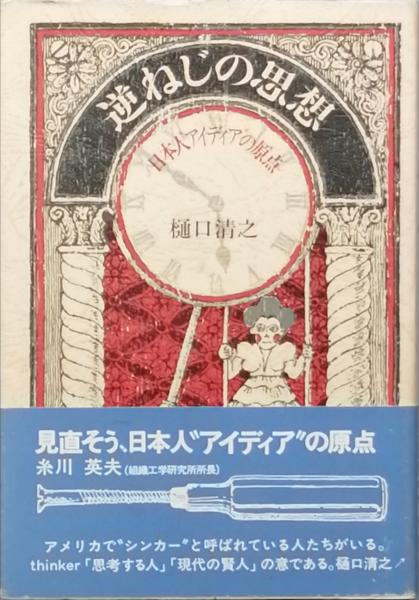 逆ねじの思想
日本人アイディアの原点
樋口清之
見直そう、日本人“アイディア”の原点
糸川 英夫(組織工学研究所所長)
アメリカで“シンカー”と呼ばれている人たちがいる。
thinker「思考する人」「現代の賢人」の意である。樋口清之